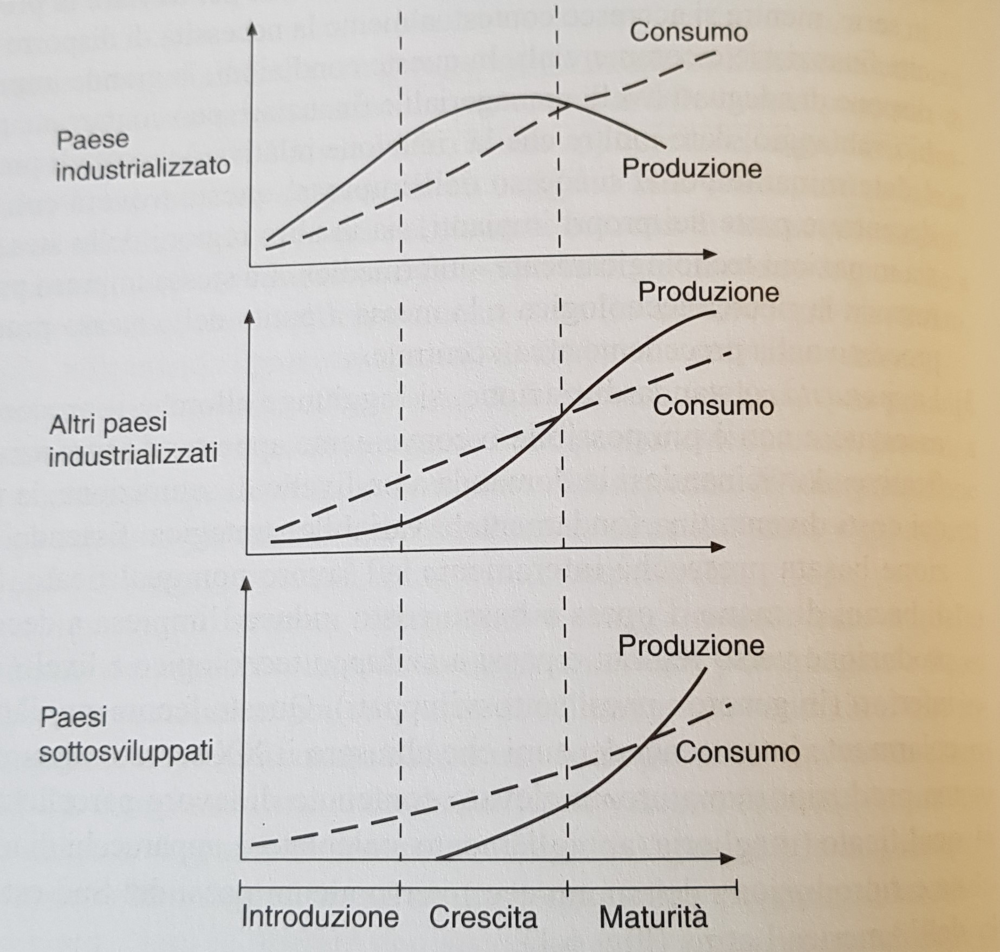 Consumo
Paese
industrializzato
Produzione
Produzione
Altri paesi
industrializzati
Consumo
Produzione
Paesi
sottosviluppati
Consumo
Introduzione Crescita Maturità